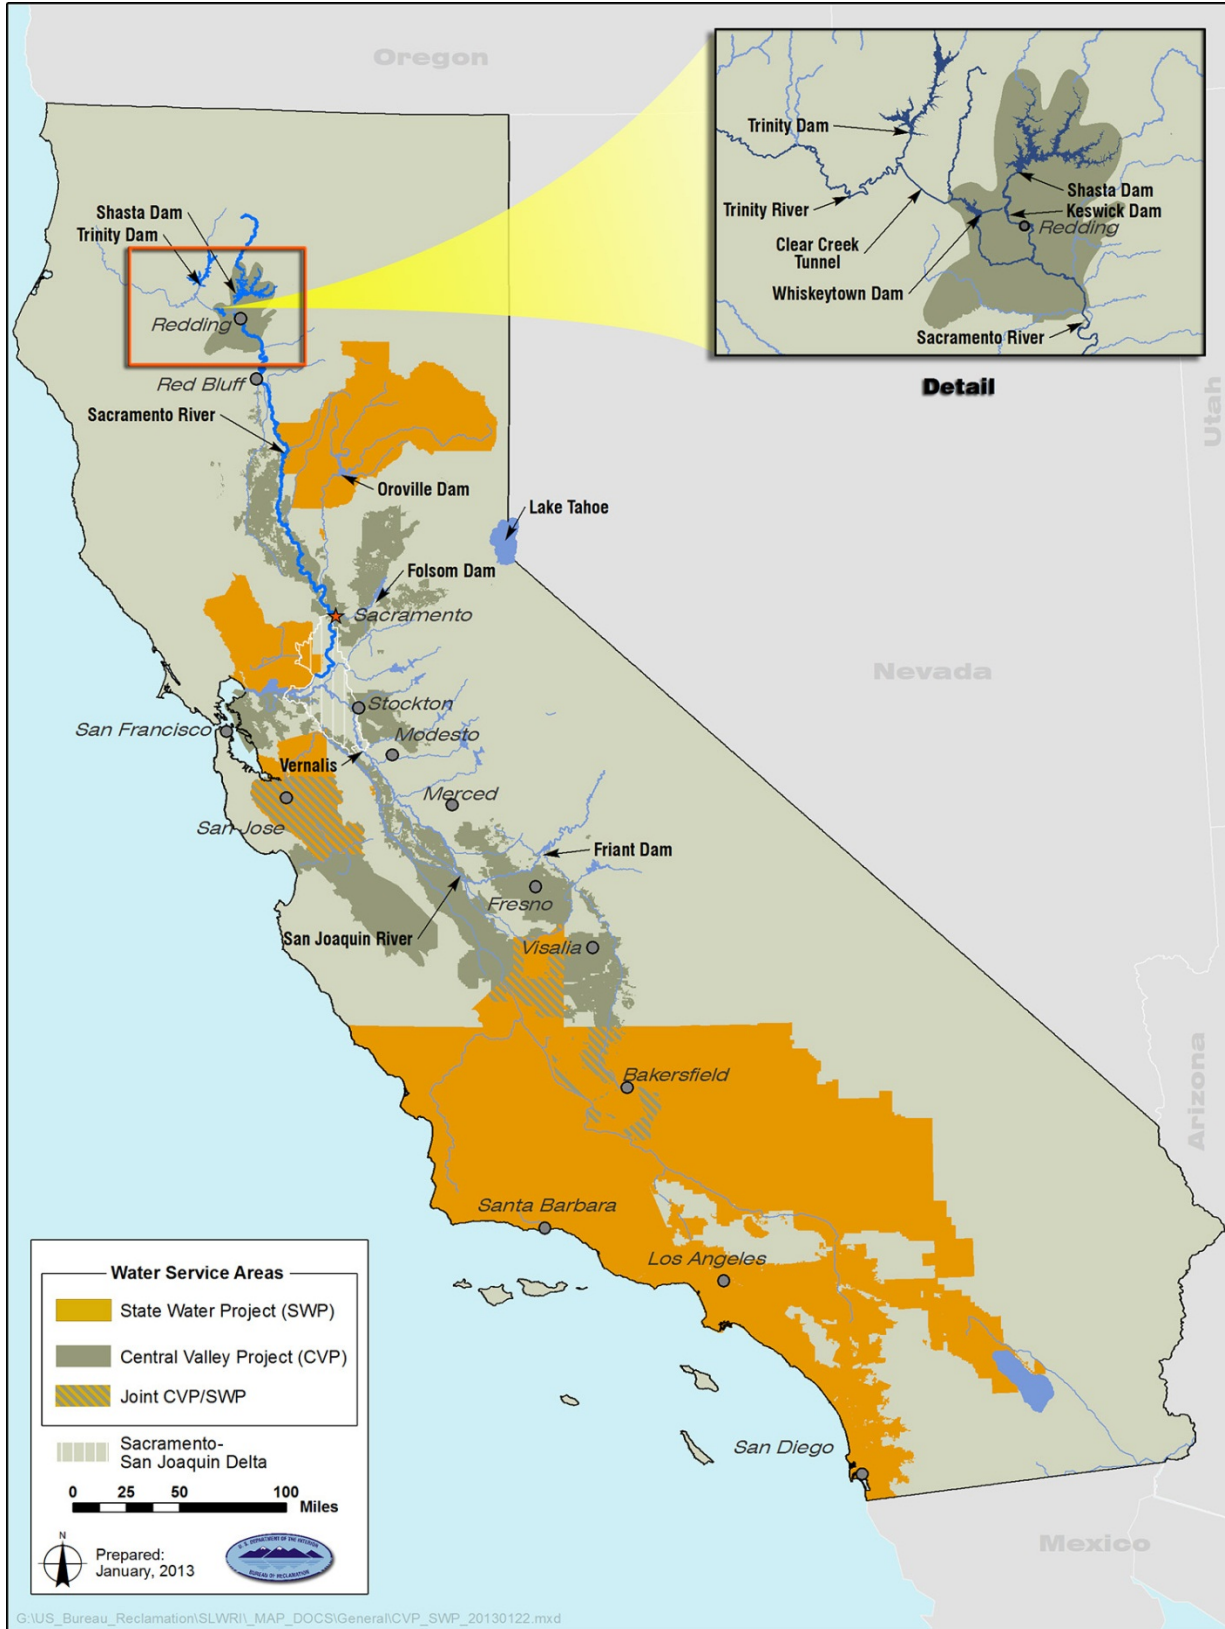 Oregon
Trinity Dam
Shasta Dam
Keswick Dam
Redding
Trinity River
Clear Creek
Tunnel
Whiskeytown Dam
Sacramento River
Detail
Shasta Dam
Trinity Dam
Redding
Red Bluff
Sacramento River
Oroville Dam
Lake Tahoe
Folsom Dam
Sacramento
Utah
Nevada
Stockton
San Francisco
Modesto
Vernalis
Merced
San Jose
Friant Dam
Fresno
San Joaquin River
Visalia
Arizona
Bakersfield
Santa Barbara
Los Angeles
San Diego
Mexico
Water Service Areas
State Water Project (SWP)
Central Valley Project (CVP)
Joint CVP/SWP
Sacramento-
San Joaquin Delta
0 25 50 100
Miles
N
Prepared:
January, 2013
U.S. DEPARTMENT OF THE INTERIOR
BUREAU OF RECLAMATION
G:\US_Bureau_Reclamation\SLWRI\_MAP_DOCS\General\CVP_SWP_20130122.mxd